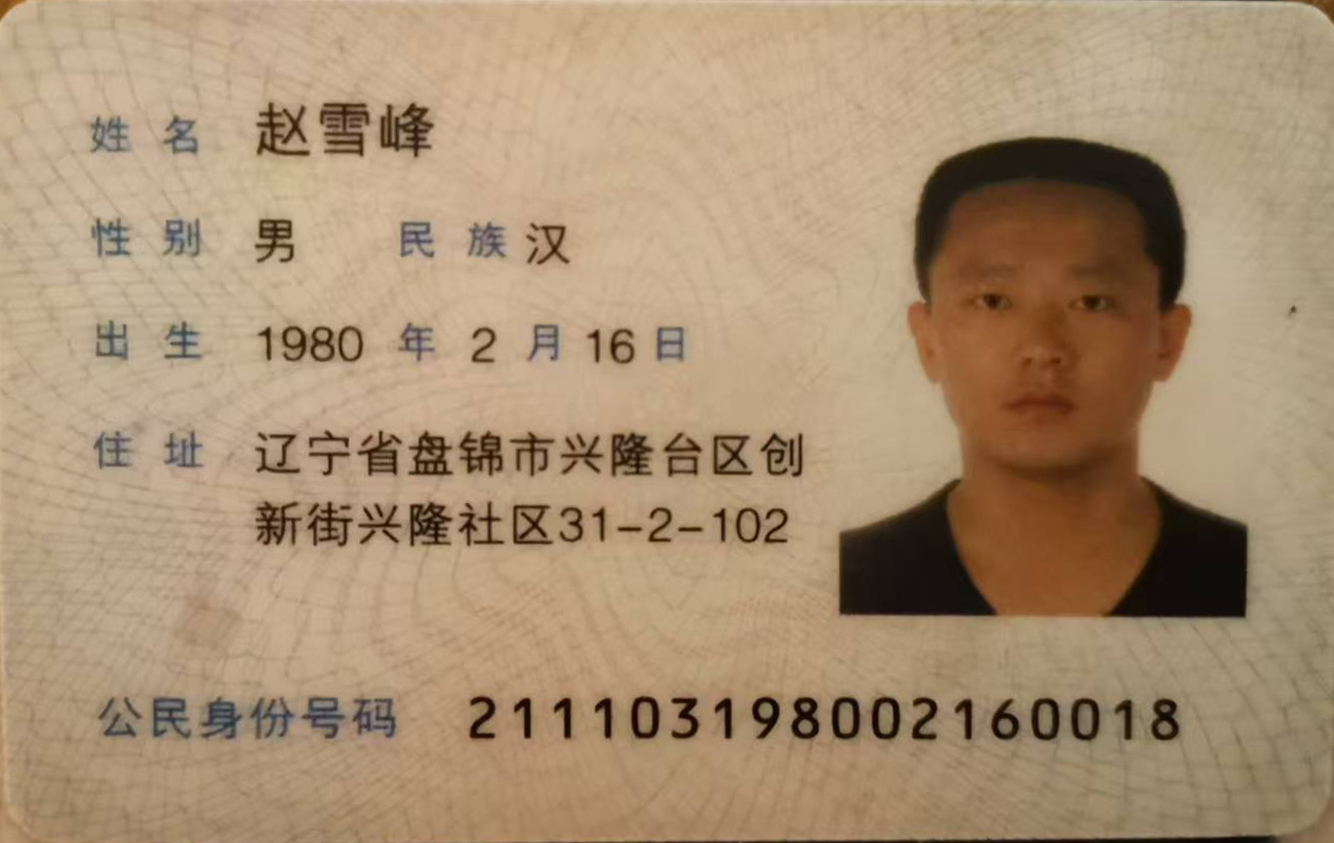 姓名 赵雪峰
性别 男 民族 汉
出生 1980 年 2 月 16 日
住址 辽宁省盘锦市兴隆台区创
新街兴隆社区31-2-102
公民身份号码 211103198002160018